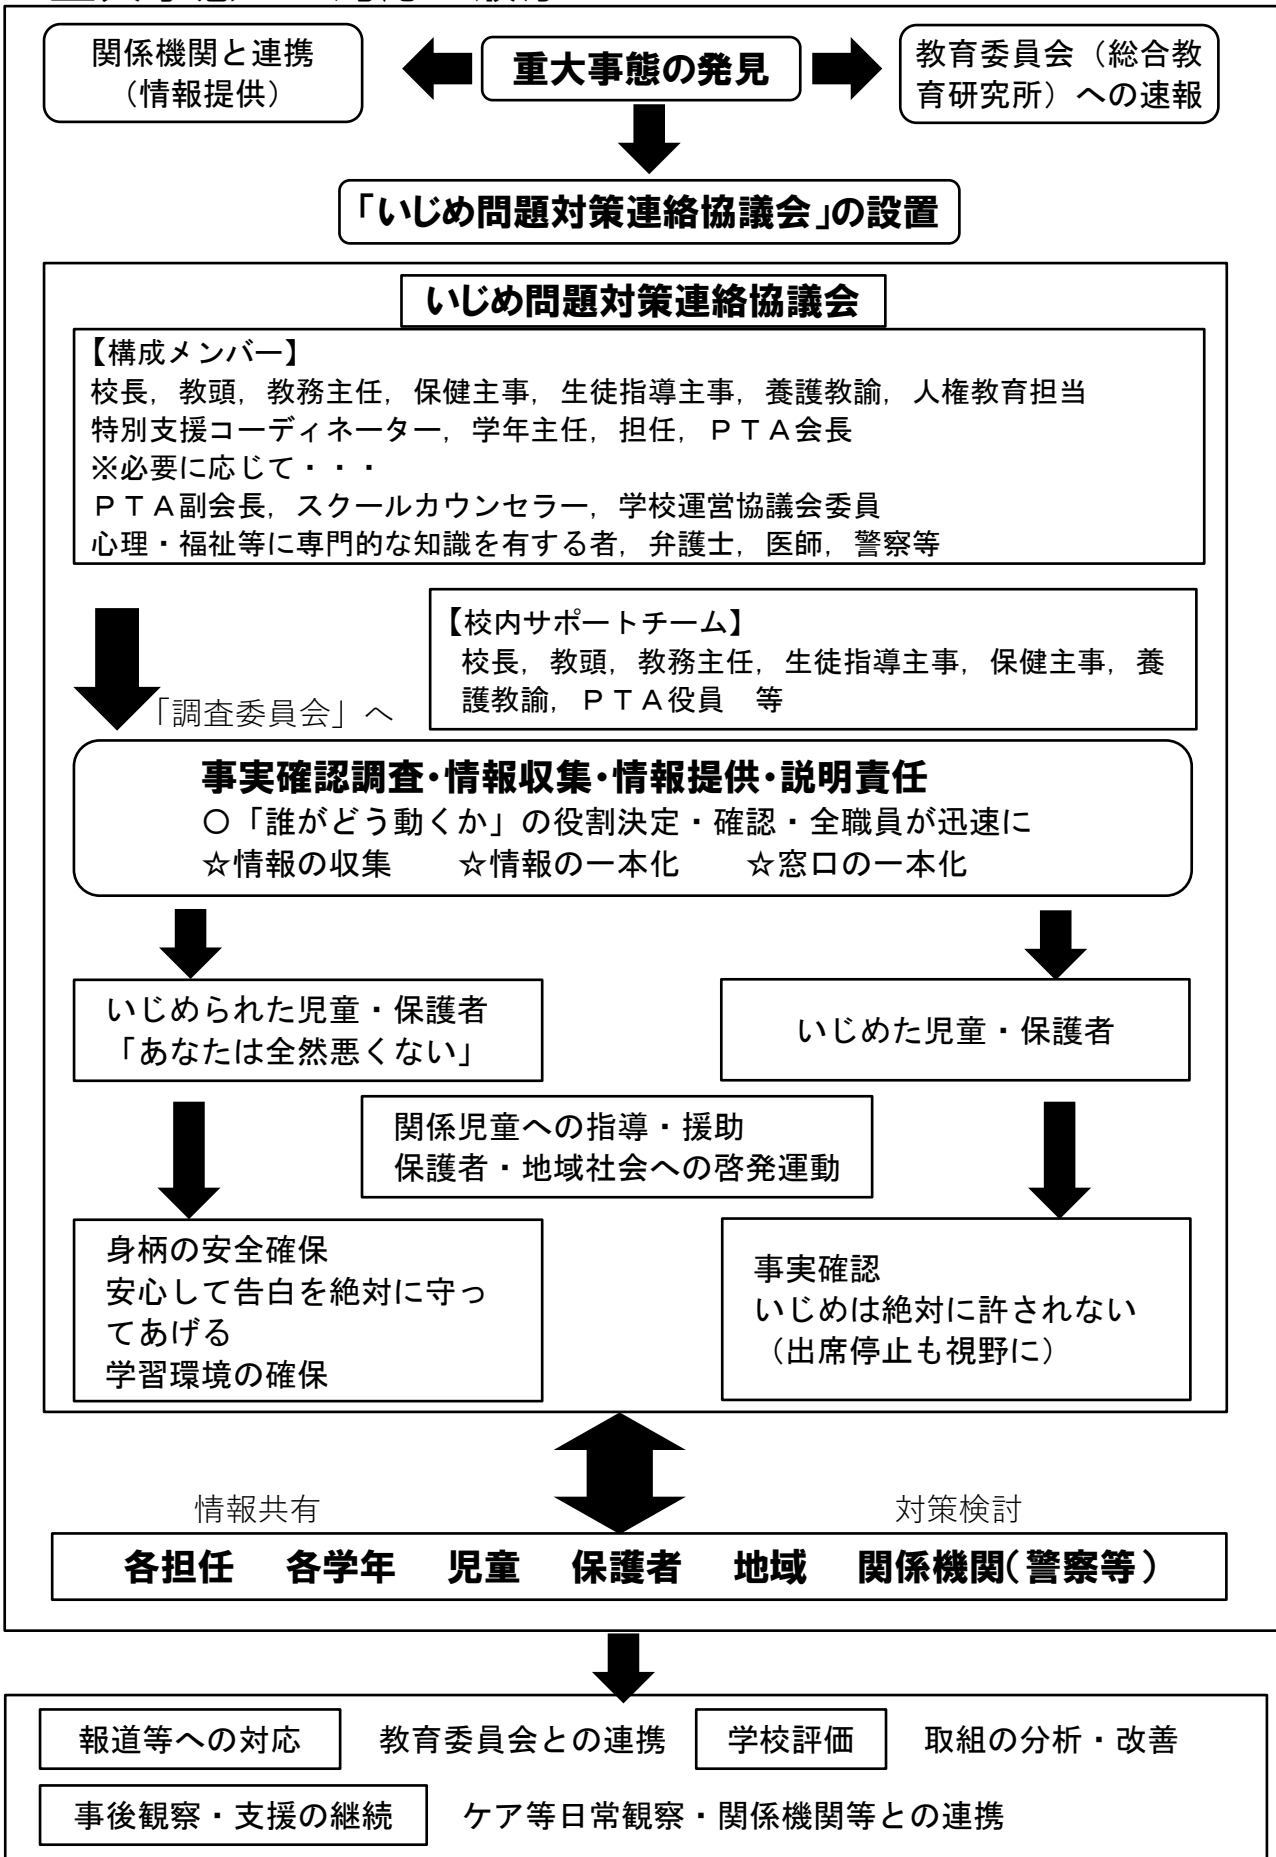 関係機関と連携
（情報提供）
重大事態の発見
教育委員会（総合教
育研究所）への速報
「いじめ問題対策連絡協議会」の設置
いじめ問題対策連絡協議会
【構成メンバー】
校長，教頭，教務主任，保健主事，生徒指導主事，養護教諭，人権教育担当
特別支援コーディネーター，学年主任，担任，ＰＴＡ会長
※必要に応じて・・・
ＰＴＡ副会長，スクールカウンセラー，学校運営協議会委員
心理・福祉等に専門的な知識を有する者，弁護士，医師，警察等
【校内サポートチーム】
校長，教頭，教務主任，生徒指導主事，保健主事，養
護教諭，ＰＴＡ役員　等
「調査委員会」へ
事実確認調査・情報収集・情報提供・説明責任
○「誰がどう動くか」の役割決定・確認・全職員が迅速に
☆情報の収集　　☆情報の一本化　　☆窓口の一本化
いじめられた児童・保護者
「あなたは全然悪くない」
いじめた児童・保護者
関係児童への指導・援助
保護者・地域社会への啓発運動
身柄の安全確保
安心して告白を絶対に守っ
てあげる
学習環境の確保
事実確認
いじめは絶対に許されない
（出席停止も視野に）
情報共有
対策検討
各担任　各学年　児童　保護者　地域　関係機関（警察等）
報道等への対応　教育委員会との連携　学校評価　取組の分析・改善
事後観察・支援の継続　ケア等日常観察・関係機関等との連携